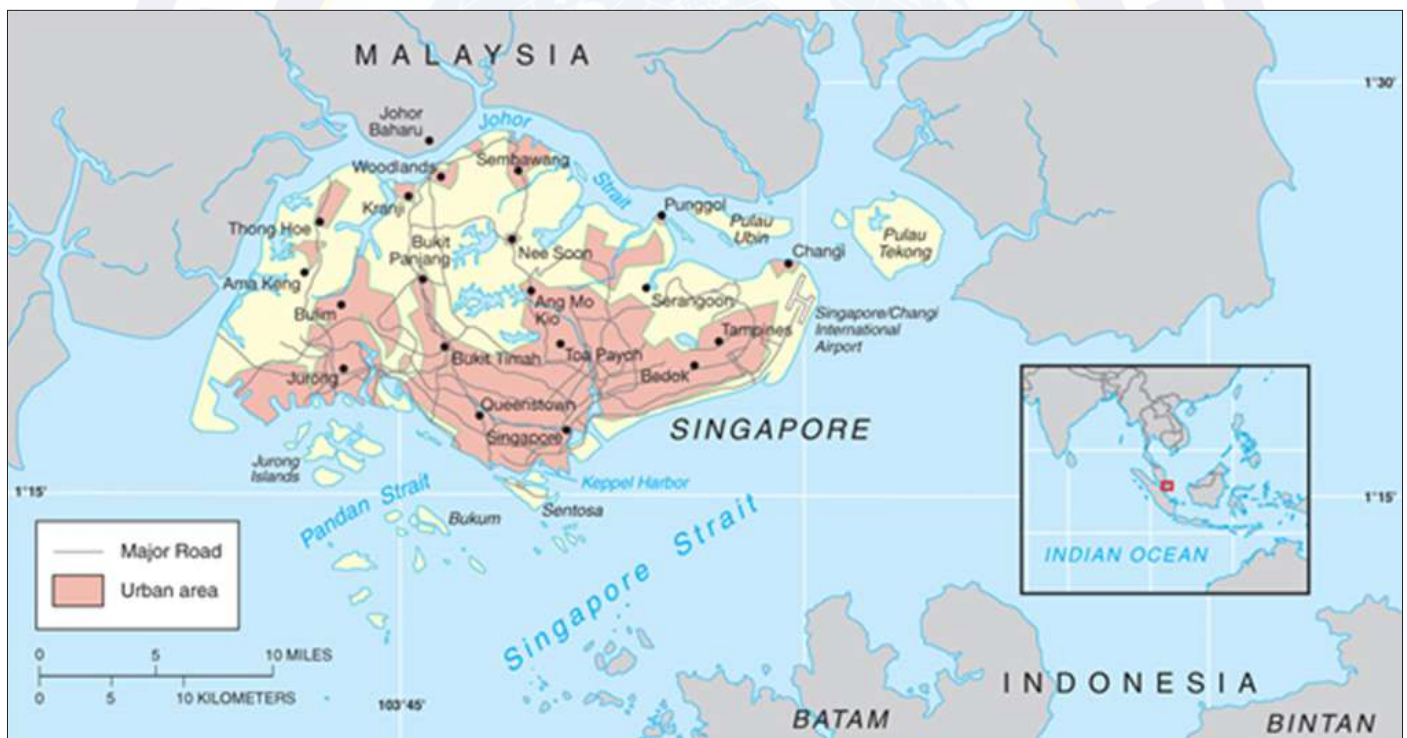 MALAYSIA
1°30'
Johor
Baharu
Johor
Strait
Woodlands
Sembawang
Kranji
Punggol
Pulau
Ubin
Pulau
Tekong
Thong Hoe
Bukit
Panjang
Nee Soon
Changi
Ama Keng
Ang Mo
Kio
Serangoon
Singapore/Changi
International
Airport
Bulim
Tampines
Bukit Timah
Toa Payoh
Jurong
Bedok
Queenstown
Singapore
SINGAPORE
Jurong
Islands
Keppel Harbor
1°15'
1°15'
Pandan Strait
Bukum
Sentosa
Singapore Strait
INDIAN OCEAN
Major Road
Urban area
0 5 10 MILES
0 5 10 KILOMETERS
103°45'
INDONESIA
BATAM
BINTAN